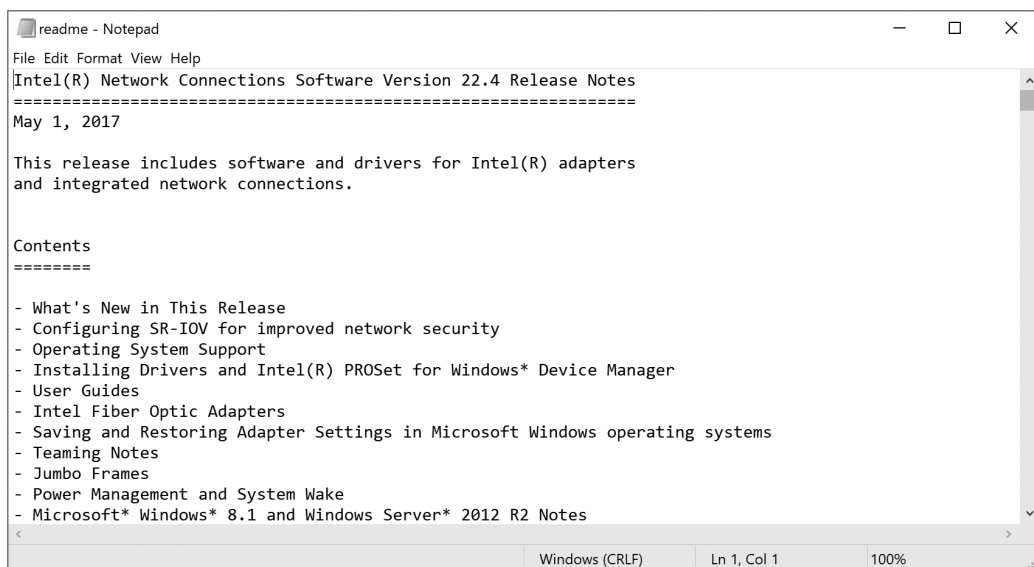 readme - Notepad
File Edit Format View Help
Intel(R) Network Connections Software Version 22.4 Release Notes
================================================================
May 1, 2017
This release includes software and drivers for Intel(R) adapters
and integrated network connections.
Contents
========
- What's New in This Release
- Configuring SR-IOV for improved network security
- Operating System Support
- Installing Drivers and Intel(R) PROSet for Windows* Device Manager
- User Guides
- Intel Fiber Optic Adapters
- Saving and Restoring Adapter Settings in Microsoft Windows operating systems
- Teaming Notes
- Jumbo Frames
- Power Management and System Wake
- Microsoft* Windows* 8.1 and Windows Server* 2012 R2 Notes
Windows (CRLF) Ln 1, Col 1 100%